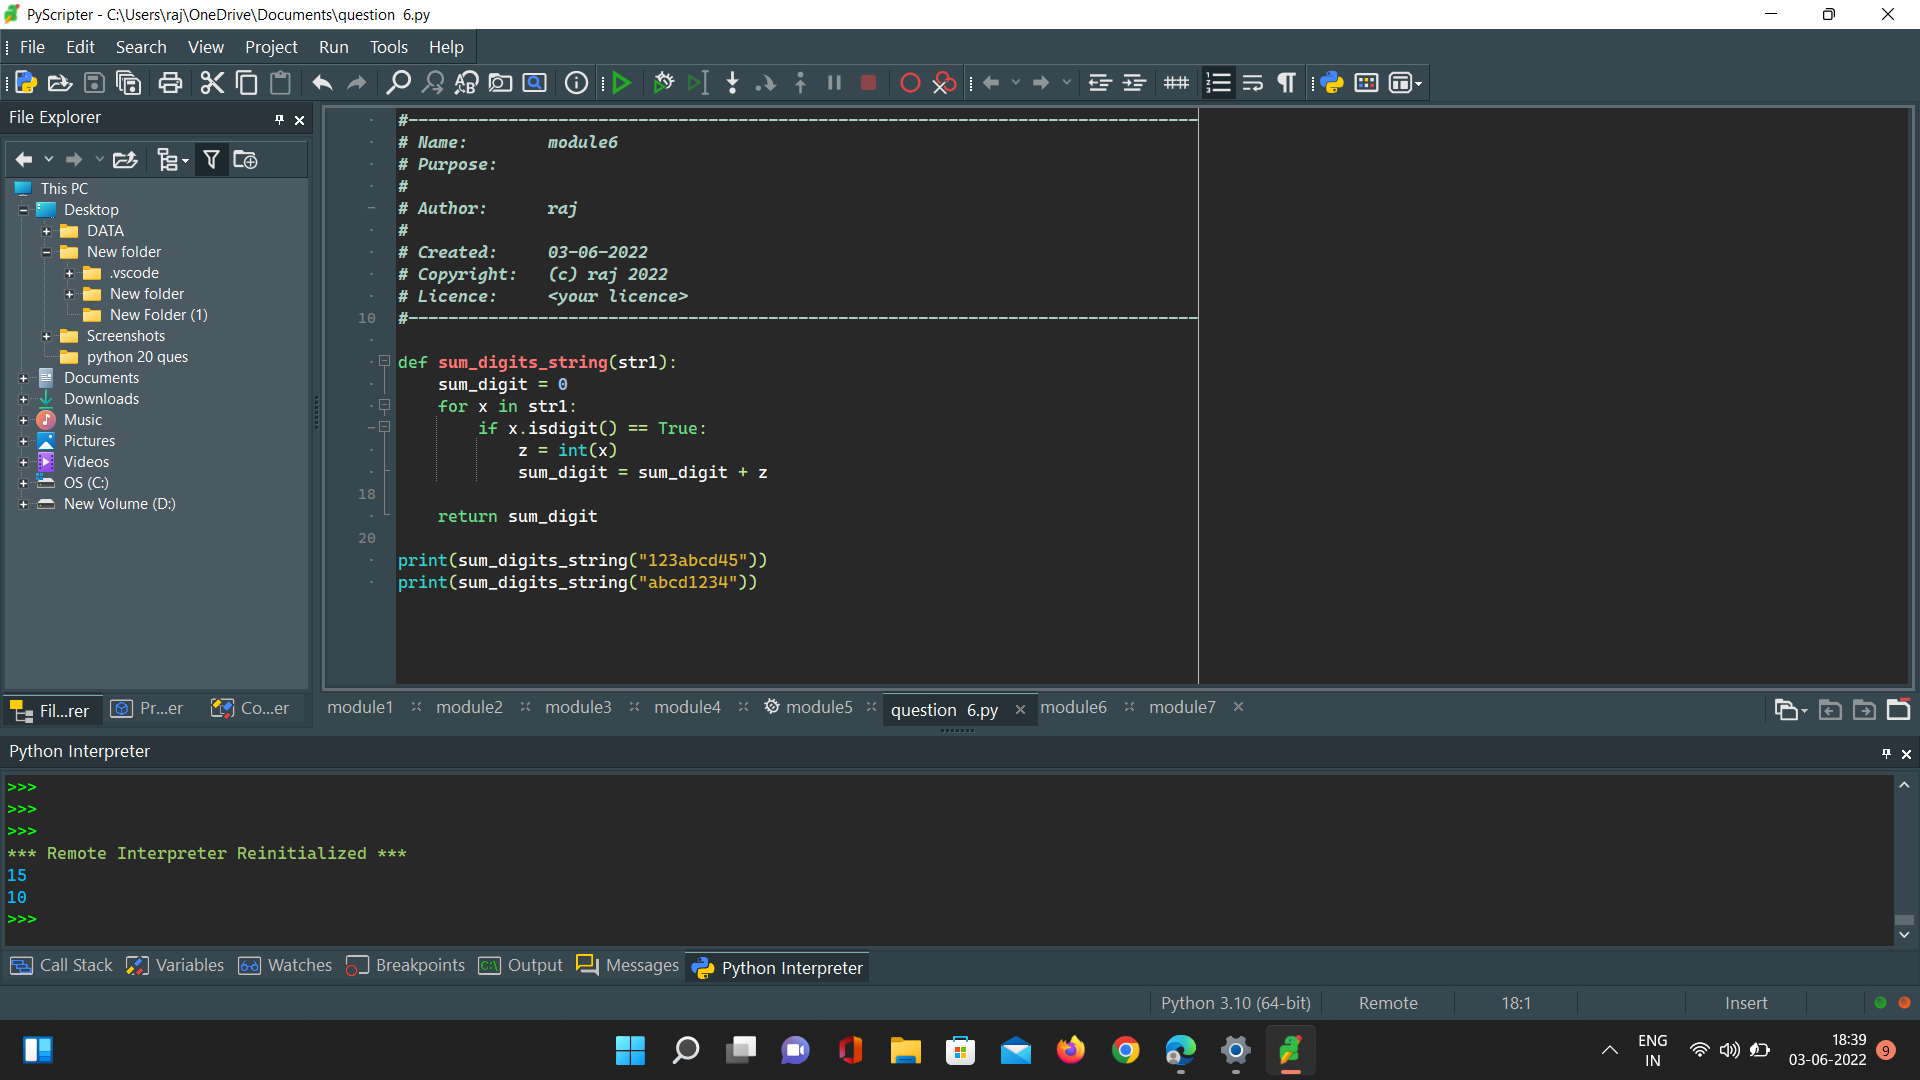 PyScripter - C:\Users\raj\OneDrive\Documents\question  6.py
File Edit Search View Project Run Tools Help
File Explorer
This PC
Desktop
DATA
New folder
.vscode
New folder
New Folder (1)
Screenshots
python 20 ques
Documents
Downloads
Music
Pictures
Videos
OS (C:)
New Volume (D:)
Fil...rer Pr...er Co...er
#-------------------------------------------------------------------------------
# Name:        module6
# Purpose:
#
# Author:      raj
#
# Created:     03-06-2022
# Copyright:   (c) raj 2022
# Licence:     <your licence>
10 #-------------------------------------------------------------------------------
def sum_digits_string(str1):
    sum_digit = 0
    for x in str1:
        if x.isdigit() == True:
            z = int(x)
            sum_digit = sum_digit + z
18
    return sum_digit
20
print(sum_digits_string("123abcd45"))
print(sum_digits_string("abcd1234"))
module1 module2 module3 module4 module5 question  6.py module6 module7
Python Interpreter
>>>
>>>
>>>
*** Remote Interpreter Reinitialized ***
15
10
>>>
Call Stack Variables Watches Breakpoints Output Messages Python Interpreter
Python 3.10 (64-bit) Remote 18:1 Insert
ENG 18:39
IN 03-06-2022 9